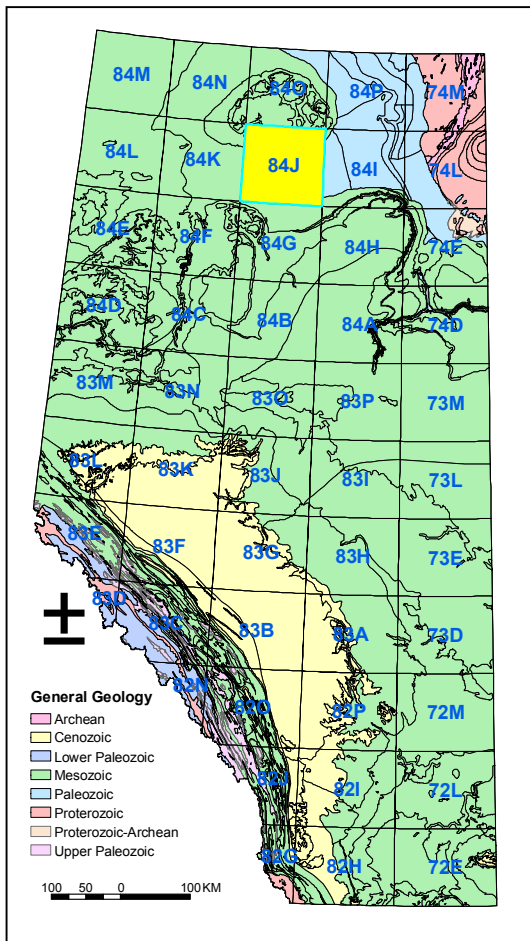 84M 84N 84O 84P 74M
84L 84K 84J 84I 74L
84E 84F 84G 84H 74E
84D 84C 84B 84A 74D
83M 83N 83O 83P 73M
83L 83K 83J 83I 73L
83E 83F 83G 83H 73E
83D 83C 83B 83A 73D
82N 82O 82P 72M
82J 82I 72L
82G 82H 72E
±
General Geology
Archean
Cenozoic
Lower Paleozoic
Mesozoic
Paleozoic
Proterozoic
Proterozoic-Archean
Upper Paleozoic
100 50 0 100 KM